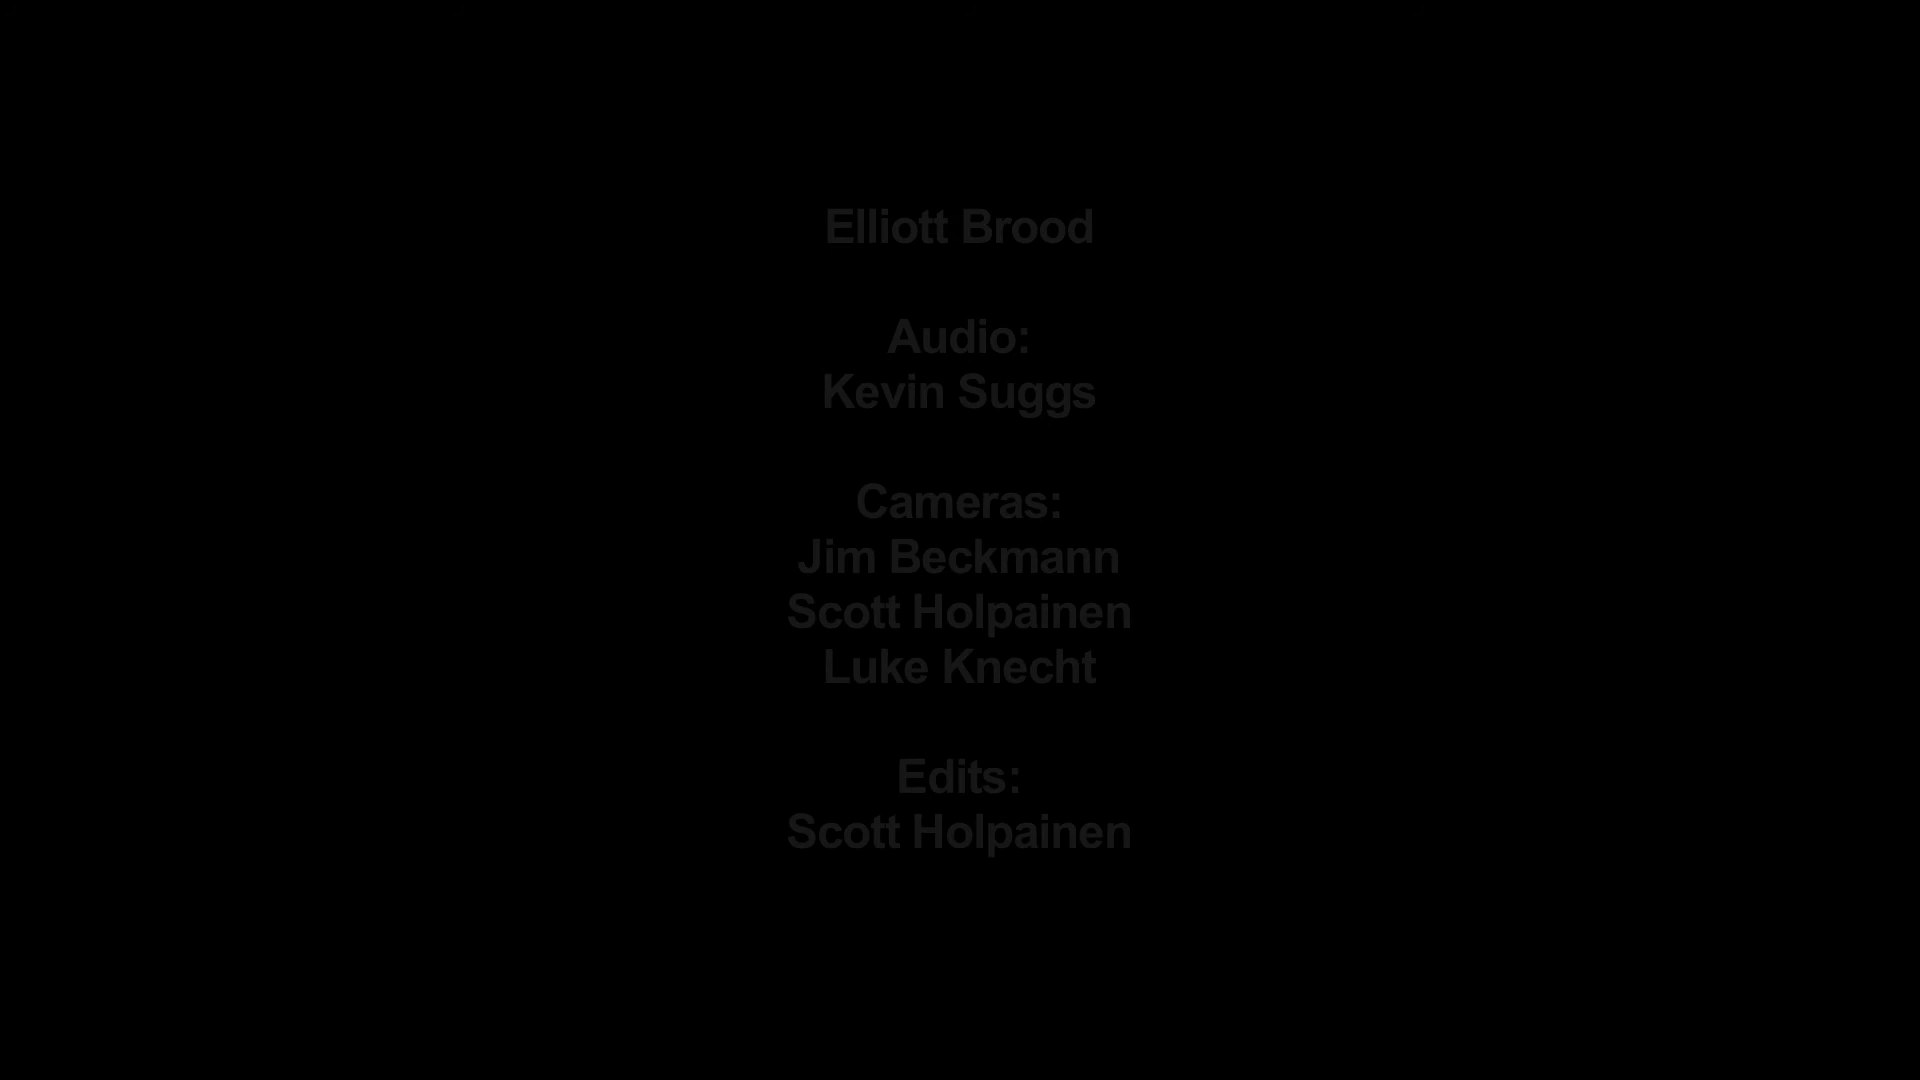 Elliott Brood
Audio:
Kevin Suggs
Cameras:
Jim Beckmann
Scott Holpainen
Luke Knecht
Edits:
Scott Holpainen